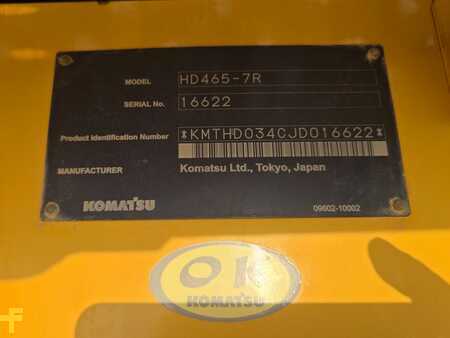 MODEL HD465-7R
SERIAL No. 16622
Product Identification Number *KMTHD034CJD016622*
MANUFACTURER Komatsu Ltd., Tokyo, Japan
KOMATSU 09602-10002
OK
KOMATSU
F